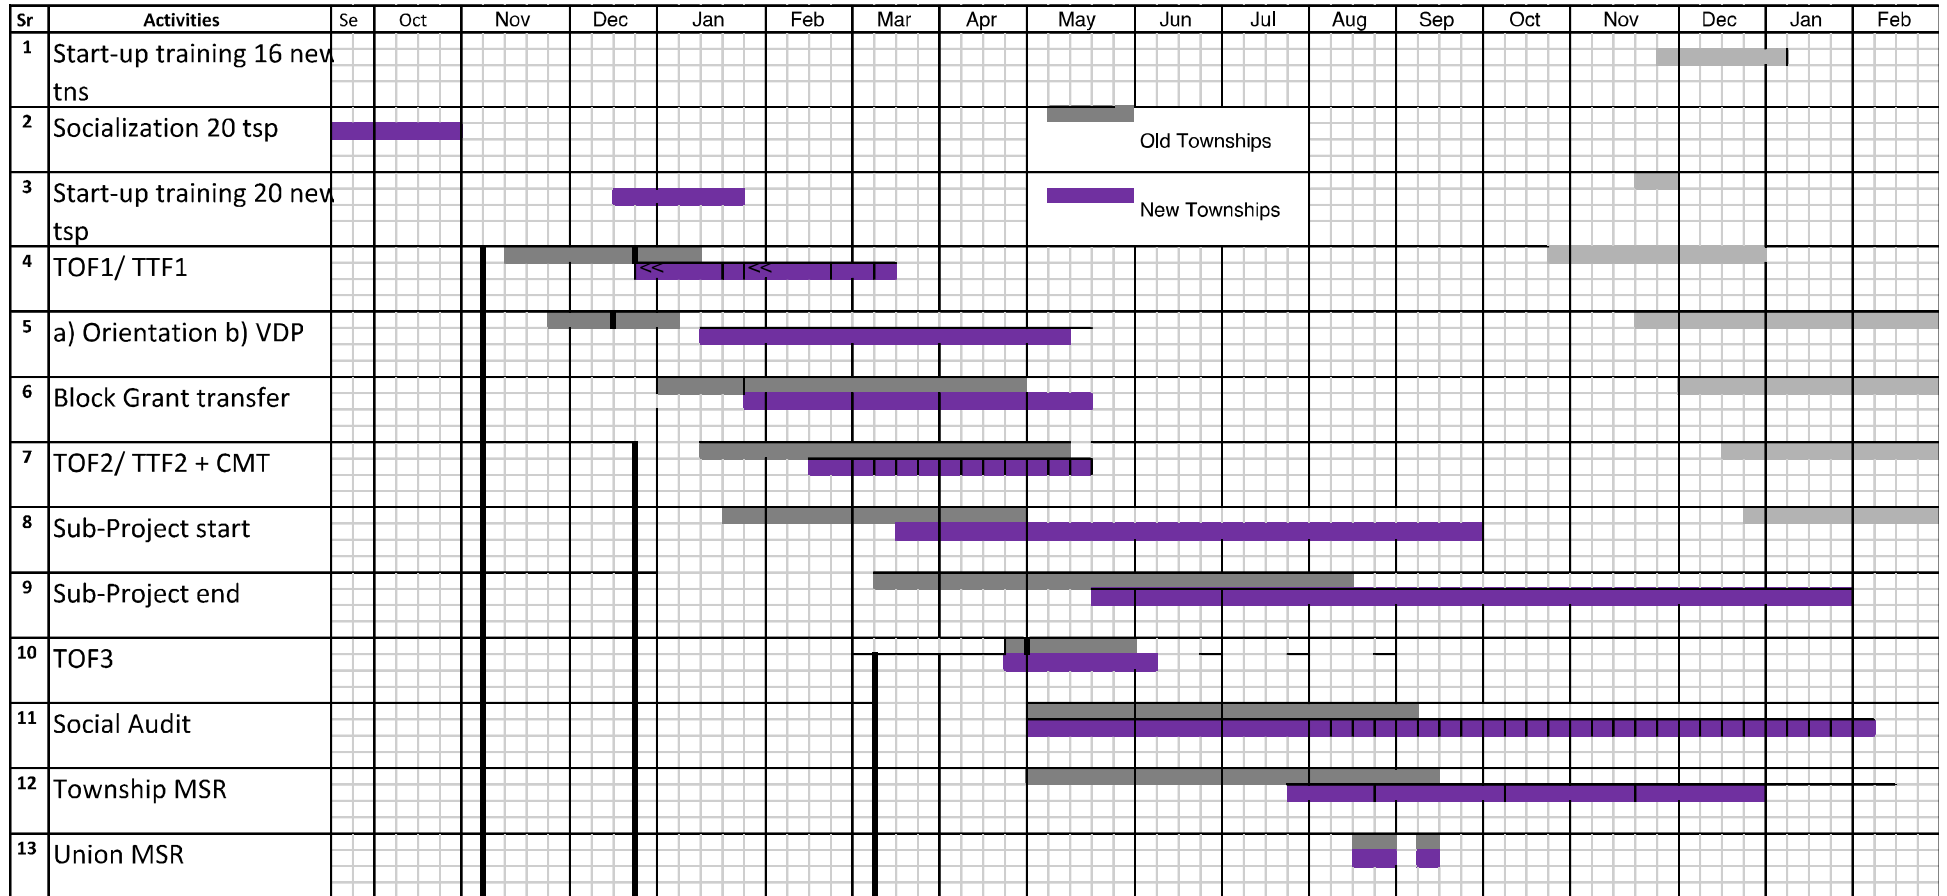 Sr Activities Se Oct Nov Dec Jan Feb Mar Apr May Jun Jul Aug Sep Oct Nov Dec Jan Feb
1 Start-up training 16 new
tns
2 Socialization 20 tsp
Old Townships
3 Start-up training 20 new
tsp
New Townships
4 TOF1/ TTF1 << <<
5 a) Orientation b) VDP
6 Block Grant transfer
7 TOF2/ TTF2 + CMT
8 Sub-Project start
9 Sub-Project end
10 TOF3
11 Social Audit
12 Township MSR
13 Union MSR